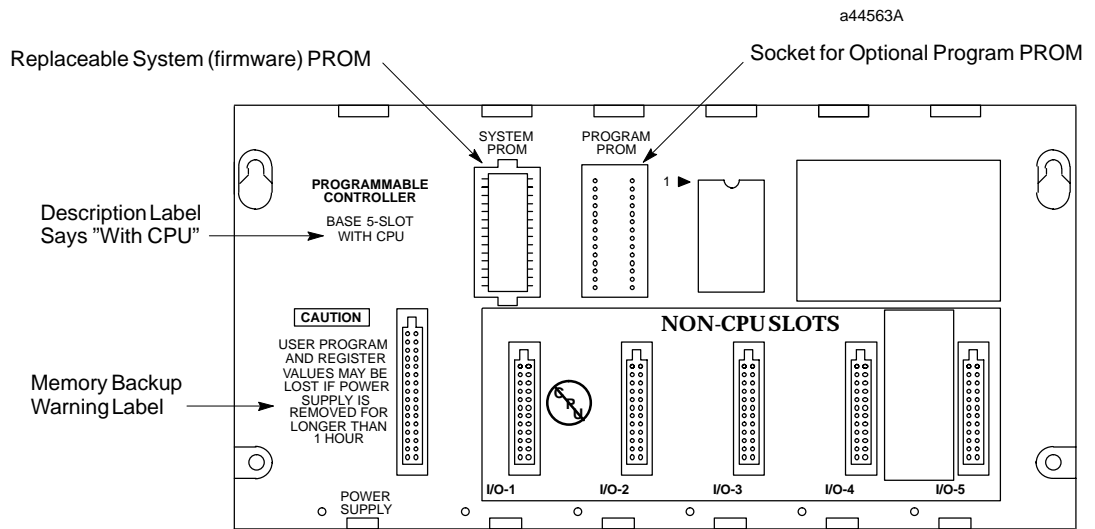 a44563A
Replaceable System (firmware) PROM
Socket for Optional Program PROM
SYSTEM
PROM
PROGRAM
PROM
1
PROGRAMMABLE
CONTROLLER
BASE 5-SLOT
WITH CPU
Description Label
Says ”With CPU”
CAUTION
USER PROGRAM
AND REGISTER
VALUES MAY BE
LOST IF POWER
SUPPLY IS
REMOVED FOR
LONGER THAN
1 HOUR
Memory Backup
Warning Label
NON-CPU SLOTS
CPU
I/O-1
I/O-2
I/O-3
I/O-4
I/O-5
POWER
SUPPLY